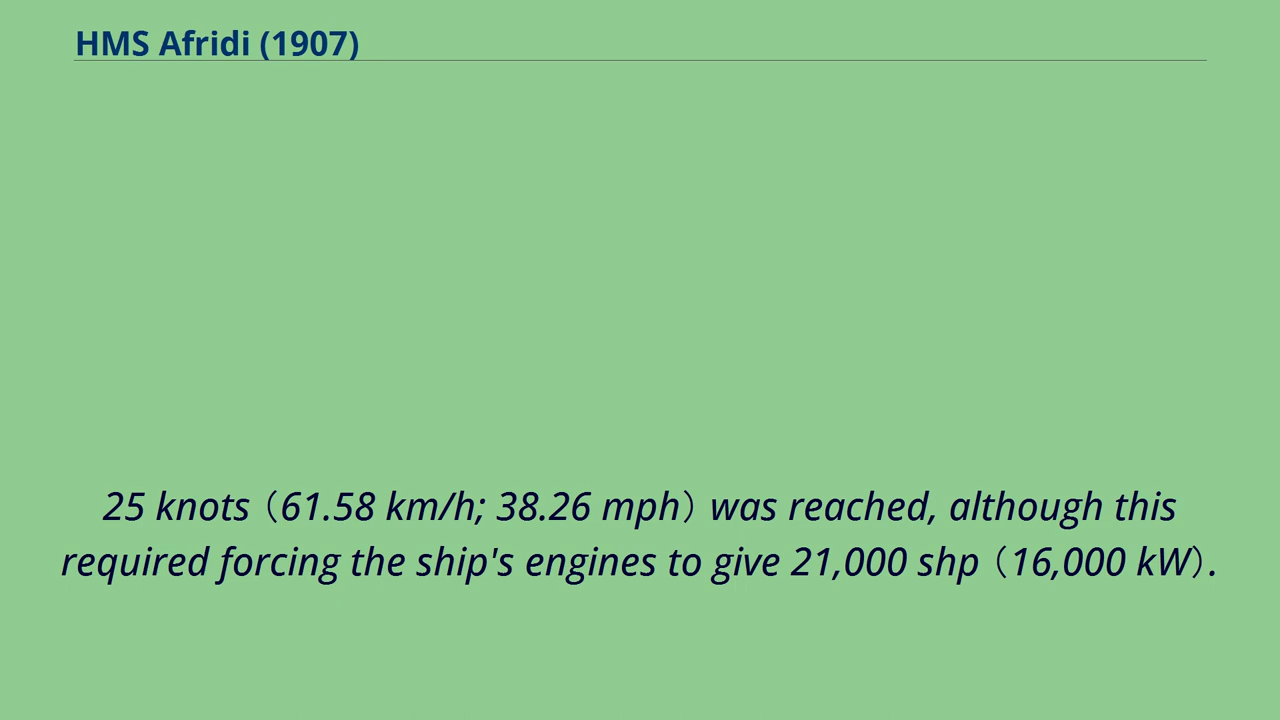 HMS Afridi (1907)
25 knots (61.58 km/h; 38.26 mph) was reached, although this
required forcing the ship's engines to give 21,000 shp (16,000 kW).